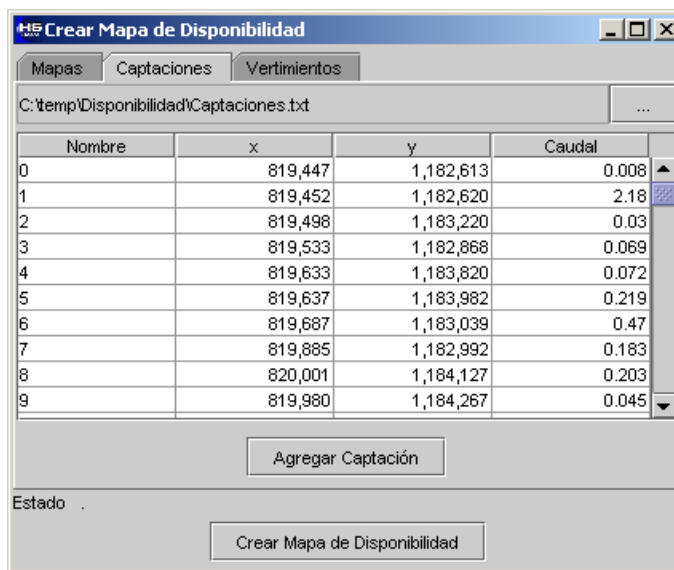 HS Crear Mapa de Disponibilidad
Mapas Captaciones Vertimientos
C:\temp\Disponibilidad\Captaciones.txt ...
Nombre x y Caudal
0 819,447 1,182,613 0.008
1 819,452 1,182,620 2.18
2 819,498 1,183,220 0.03
3 819,533 1,182,868 0.069
4 819,633 1,183,820 0.072
5 819,637 1,183,982 0.219
6 819,687 1,183,039 0.47
7 819,885 1,182,992 0.183
8 820,001 1,184,127 0.203
9 819,980 1,184,267 0.045
Agregar Captación
Estado .
Crear Mapa de Disponibilidad